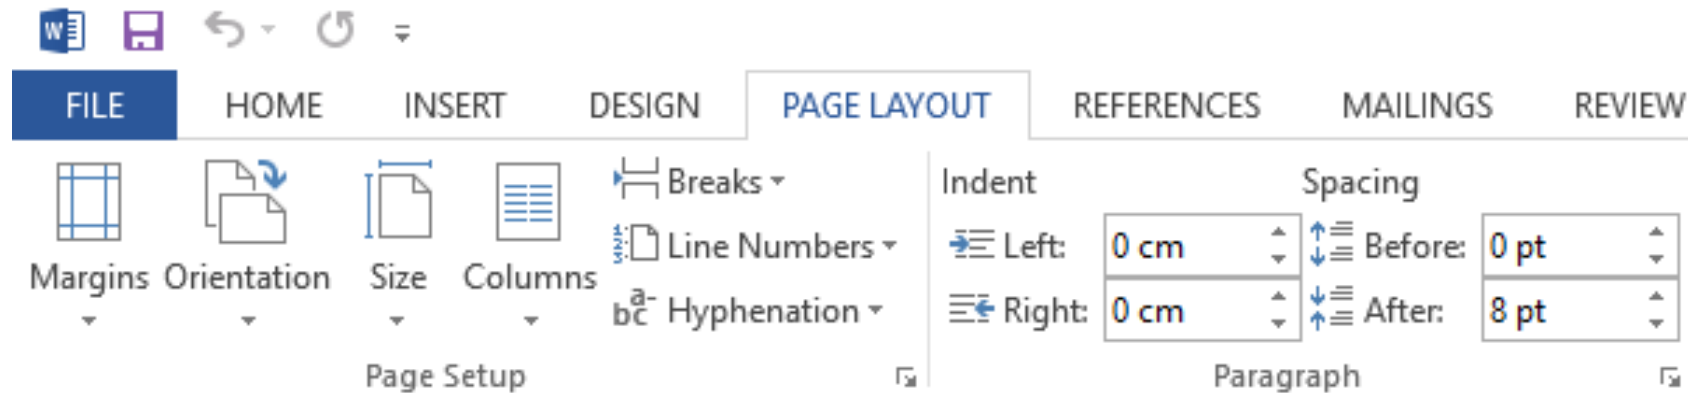 W
FILE HOME INSERT DESIGN PAGE LAYOUT REFERENCES MAILINGS REVIEW
Margins
Orientation
Size
Columns
Breaks
Line Numbers
Hyphenation
Page Setup
Indent
Left: 0 cm
Right: 0 cm
Spacing
Before: 0 pt
After: 8 pt
Paragraph